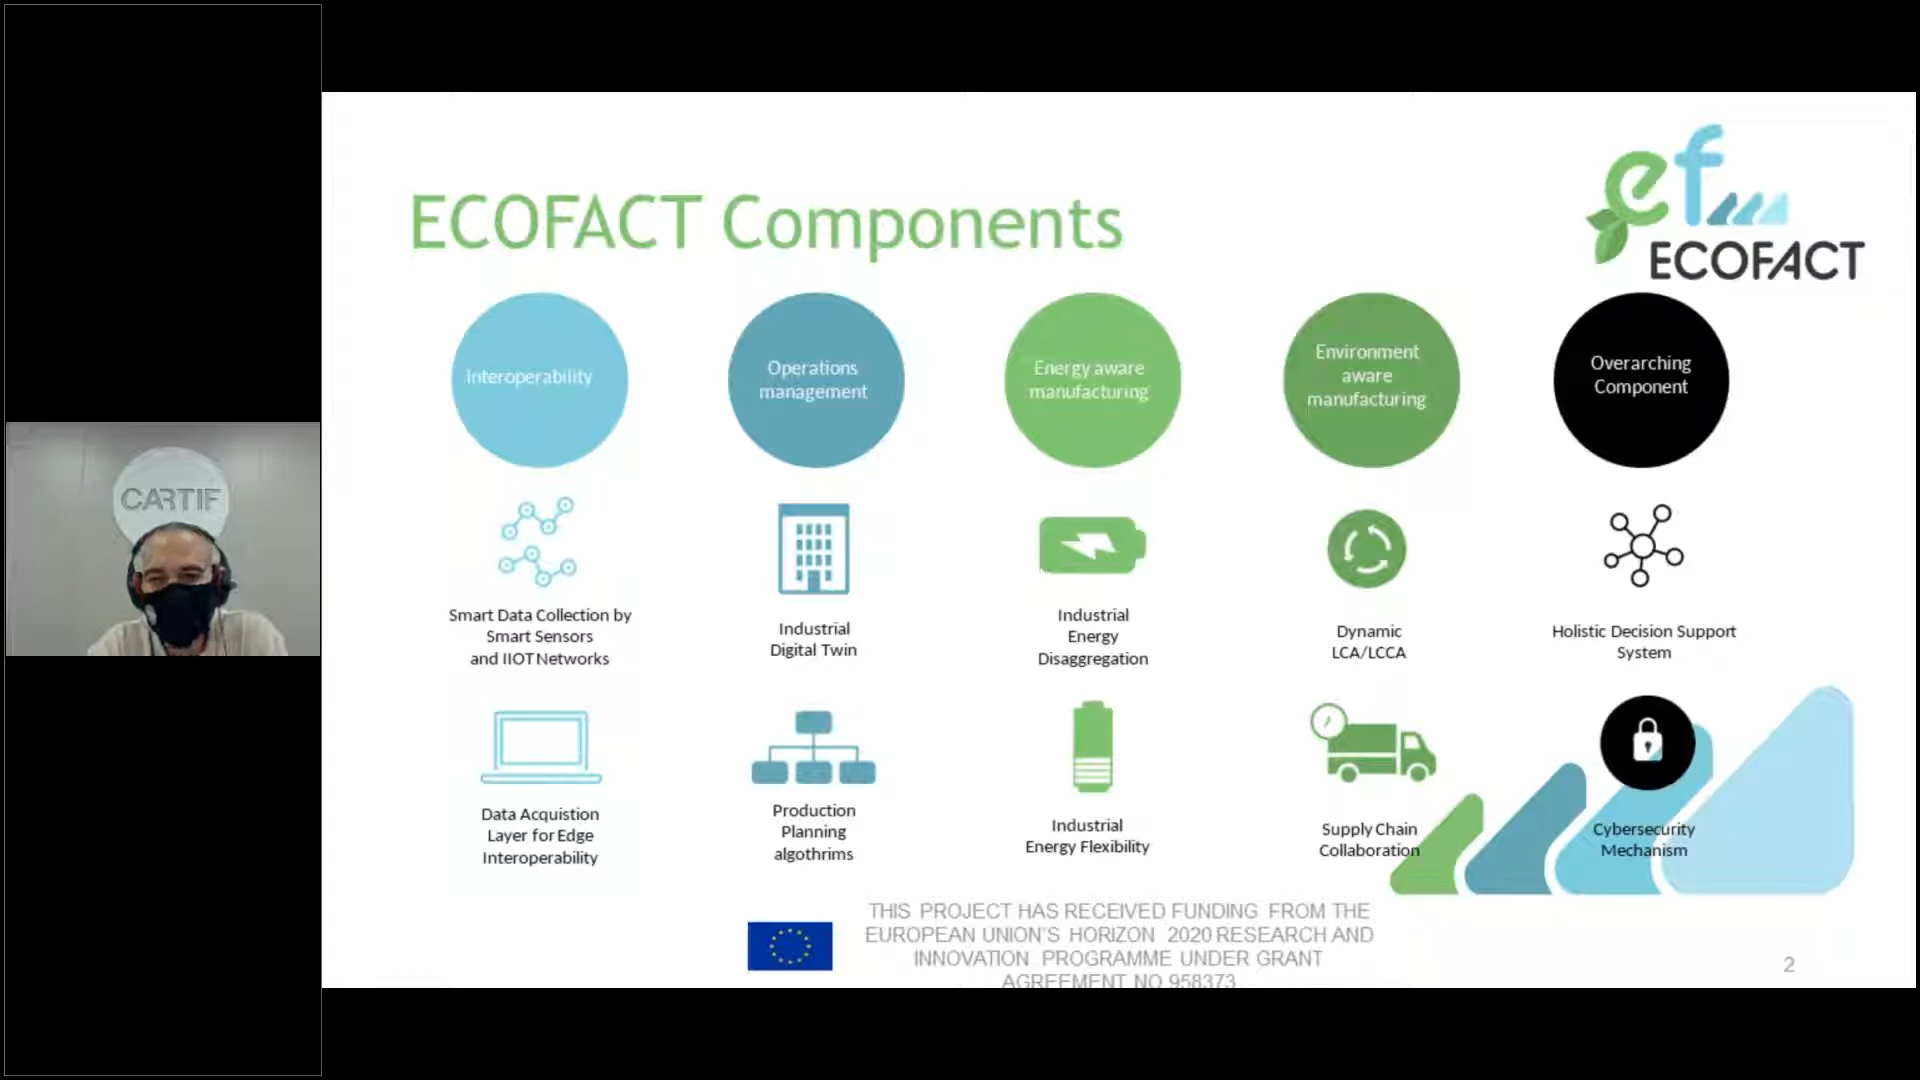 CARTIF
ef
ECOFACT
ECOFACT Components
Interoperability
Operations
management
Energy aware
manufacturing
Environment
aware
manufacturing
Overarching
Component
Smart Data Collection by
Smart Sensors
and IIOT Networks
Industrial
Digital Twin
Industrial
Energy
Disaggregation
Dynamic
LCA/LCCA
Holistic Decision Support
System
Data Acquistion
Layer for Edge
Interoperability
Production
Planning
algothrims
Industrial
Energy Flexibility
Supply Chain
Collaboration
Cybersecurity
Mechanism
THIS PROJECT HAS RECEIVED FUNDING FROM THE
EUROPEAN UNION'S HORIZON 2020 RESEARCH AND
INNOVATION PROGRAMME UNDER GRANT
AGREEMENT NO 958373
2